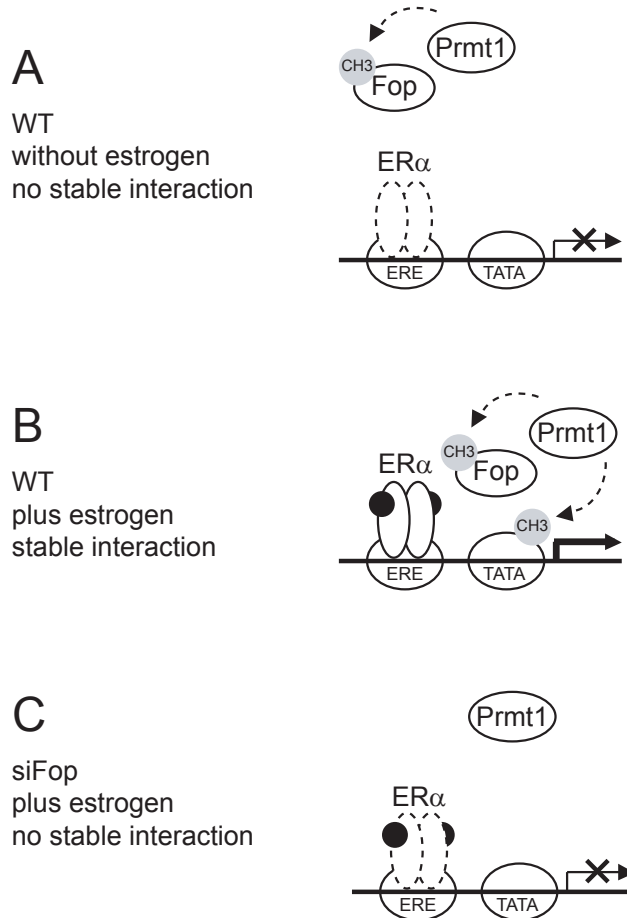 A
WT
without estrogen
no stable interaction
Prmt1
CH3
Fop
ERα
ERE
TATA
B
WT
plus estrogen
stable interaction
Prmt1
CH3
Fop
ERα
CH3
ERE
TATA
C
siFop
plus estrogen
no stable interaction
Prmt1
ERα
ERE
TATA